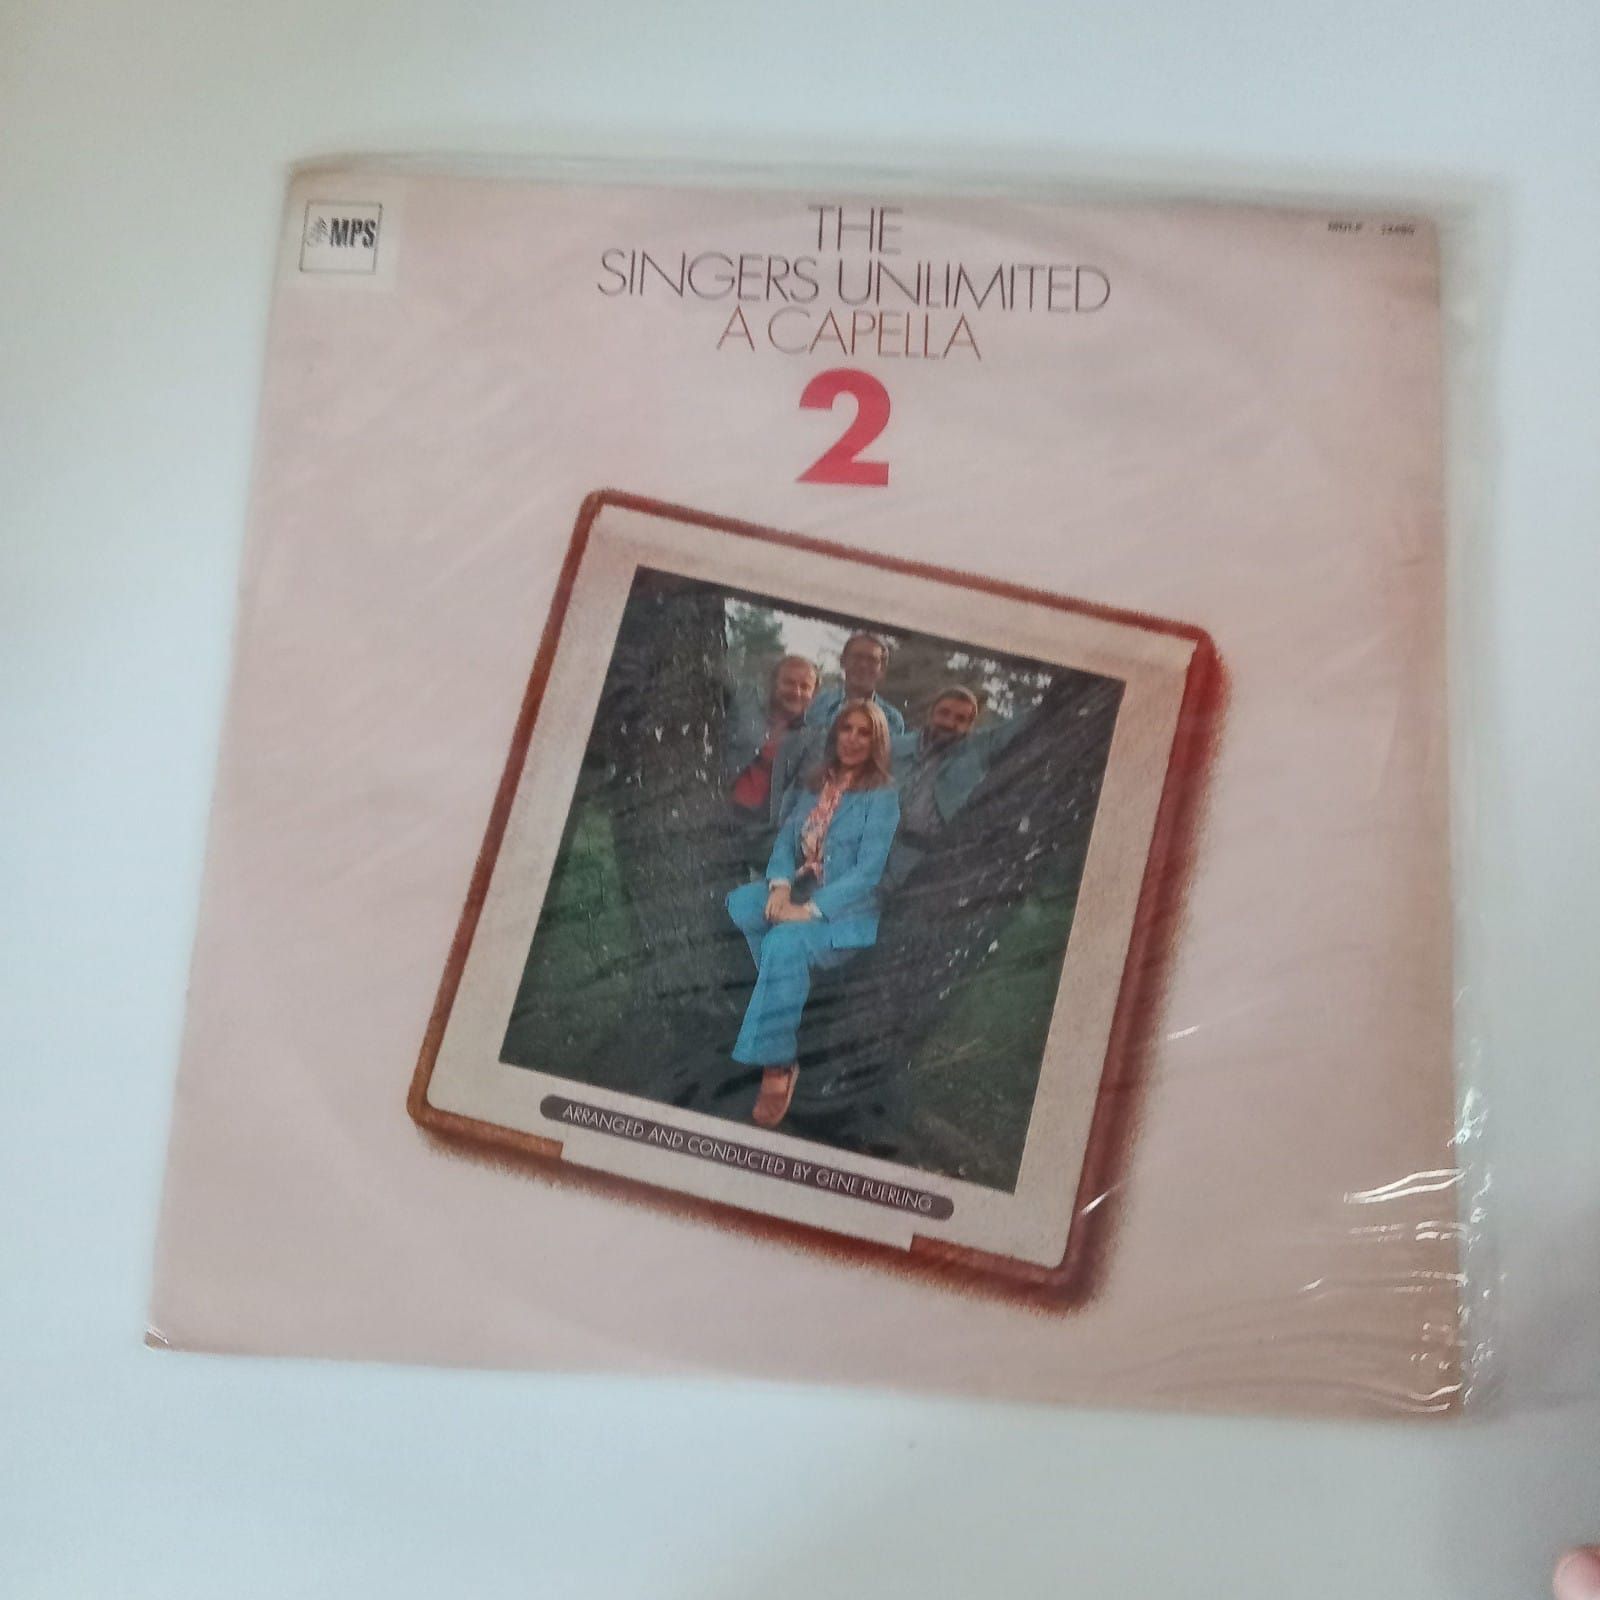 MPS
THE
SINGERS UNLIMITED
A CAPELLA
2
ARRANGED AND CONDUCTED BY GENE PUERLING